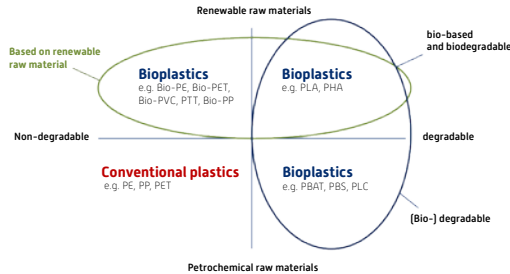 Renewable raw materials
bio-based
and biodegradable
Based on renewable
raw material
Bioplastics
e.g. Bio-PE, Bio-PET,
Bio-PVC, PTT, Bio-PP
Bioplastics
e.g. PLA, PHA
Non-degradable
degradable
Conventional plastics
e.g. PE, PP, PET
Bioplastics
e.g. PBAT, PBS, PLC
(Bio-) degradable
Petrochemical raw materials